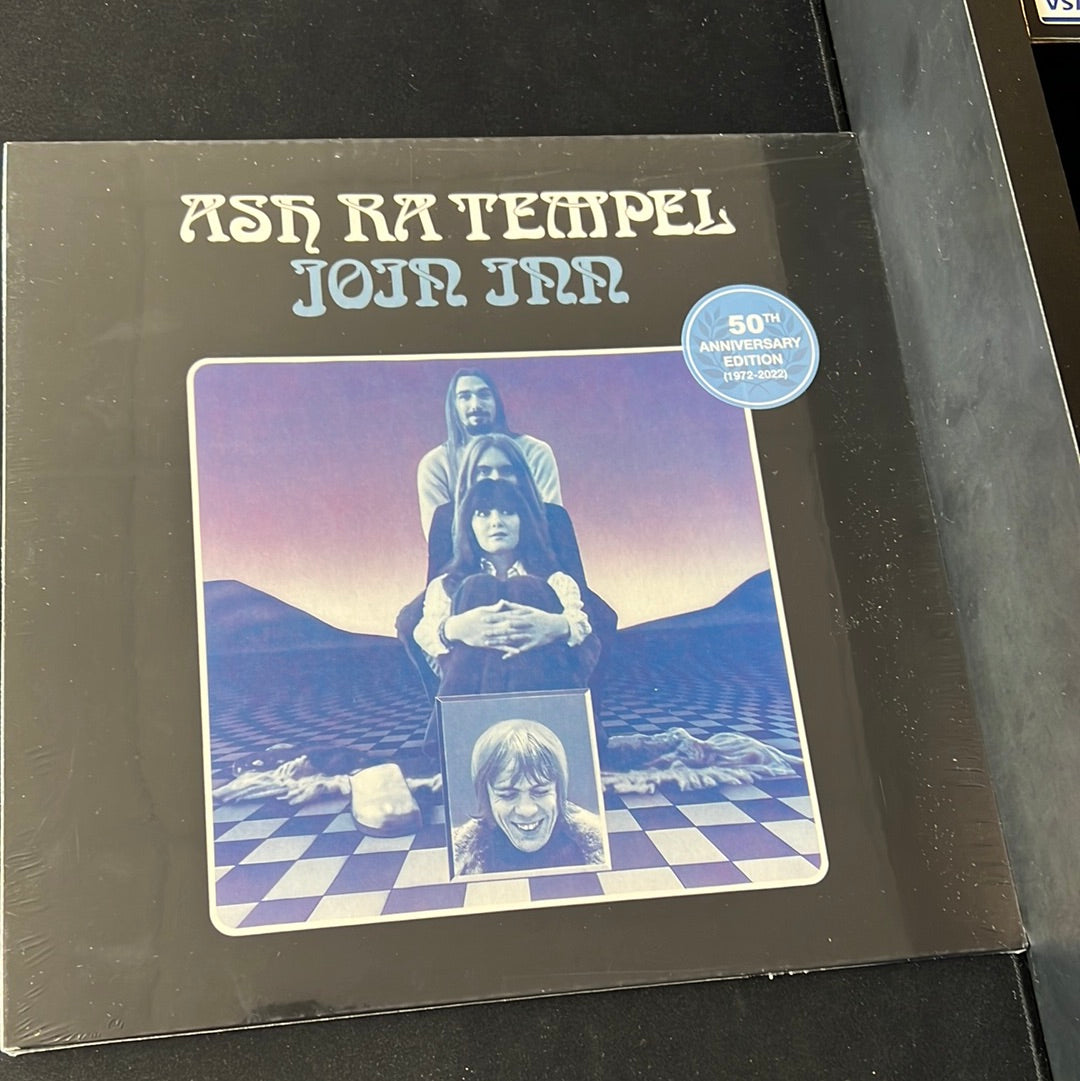 ASH RA TEMPEL
JOIN INN
50TH
ANNIVERSARY
EDITION
(1972-2022)